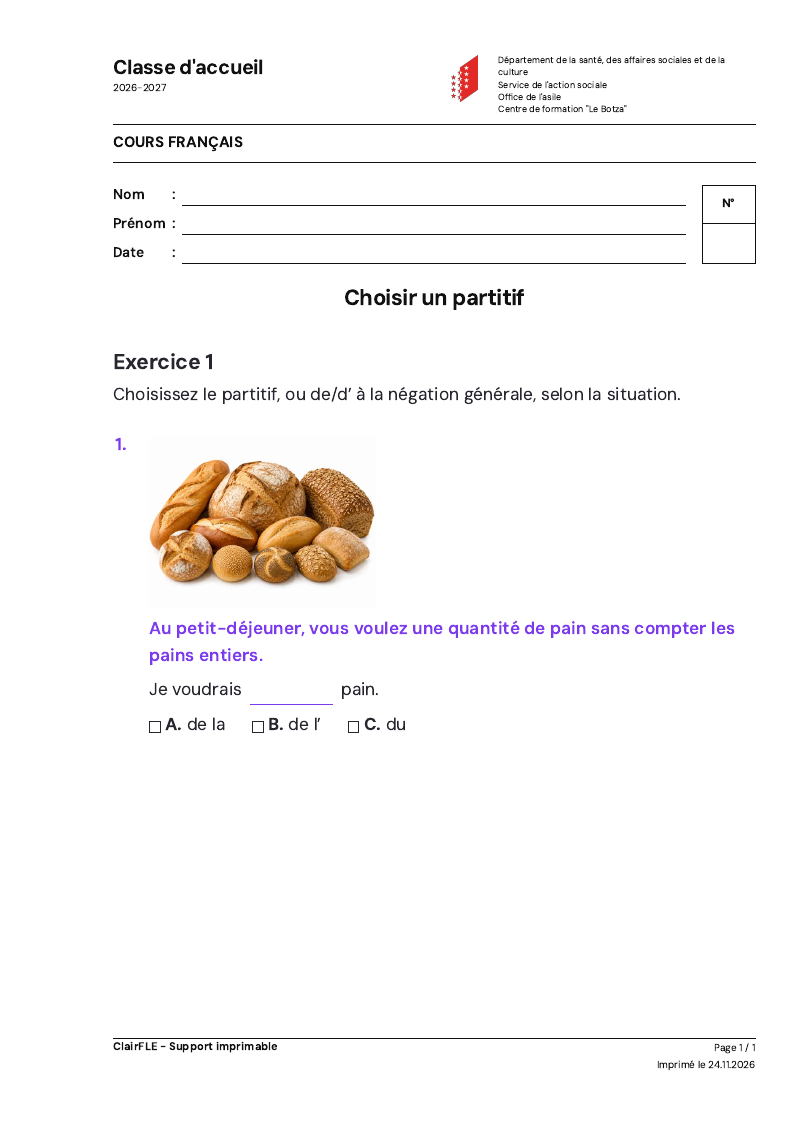 Classe d'accueil
2026-2027
Département de la santé, des affaires sociales et de la
culture
Service de l'action sociale
Office de l'asile
Centre de formation "Le Botza"
COURS FRANÇAIS
Nom :
Prénom :
Date :
N°
Choisir un partitif
Exercice 1
Choisissez le partitif, ou de/d’ à la négation générale, selon la situation.
1.
Au petit-déjeuner, vous voulez une quantité de pain sans compter les
pains entiers.
Je voudrais ________ pain.
A. de la B. de l’ C. du
ClairFLE - Support imprimable
Page 1 / 1
Imprimé le 24.11.2026